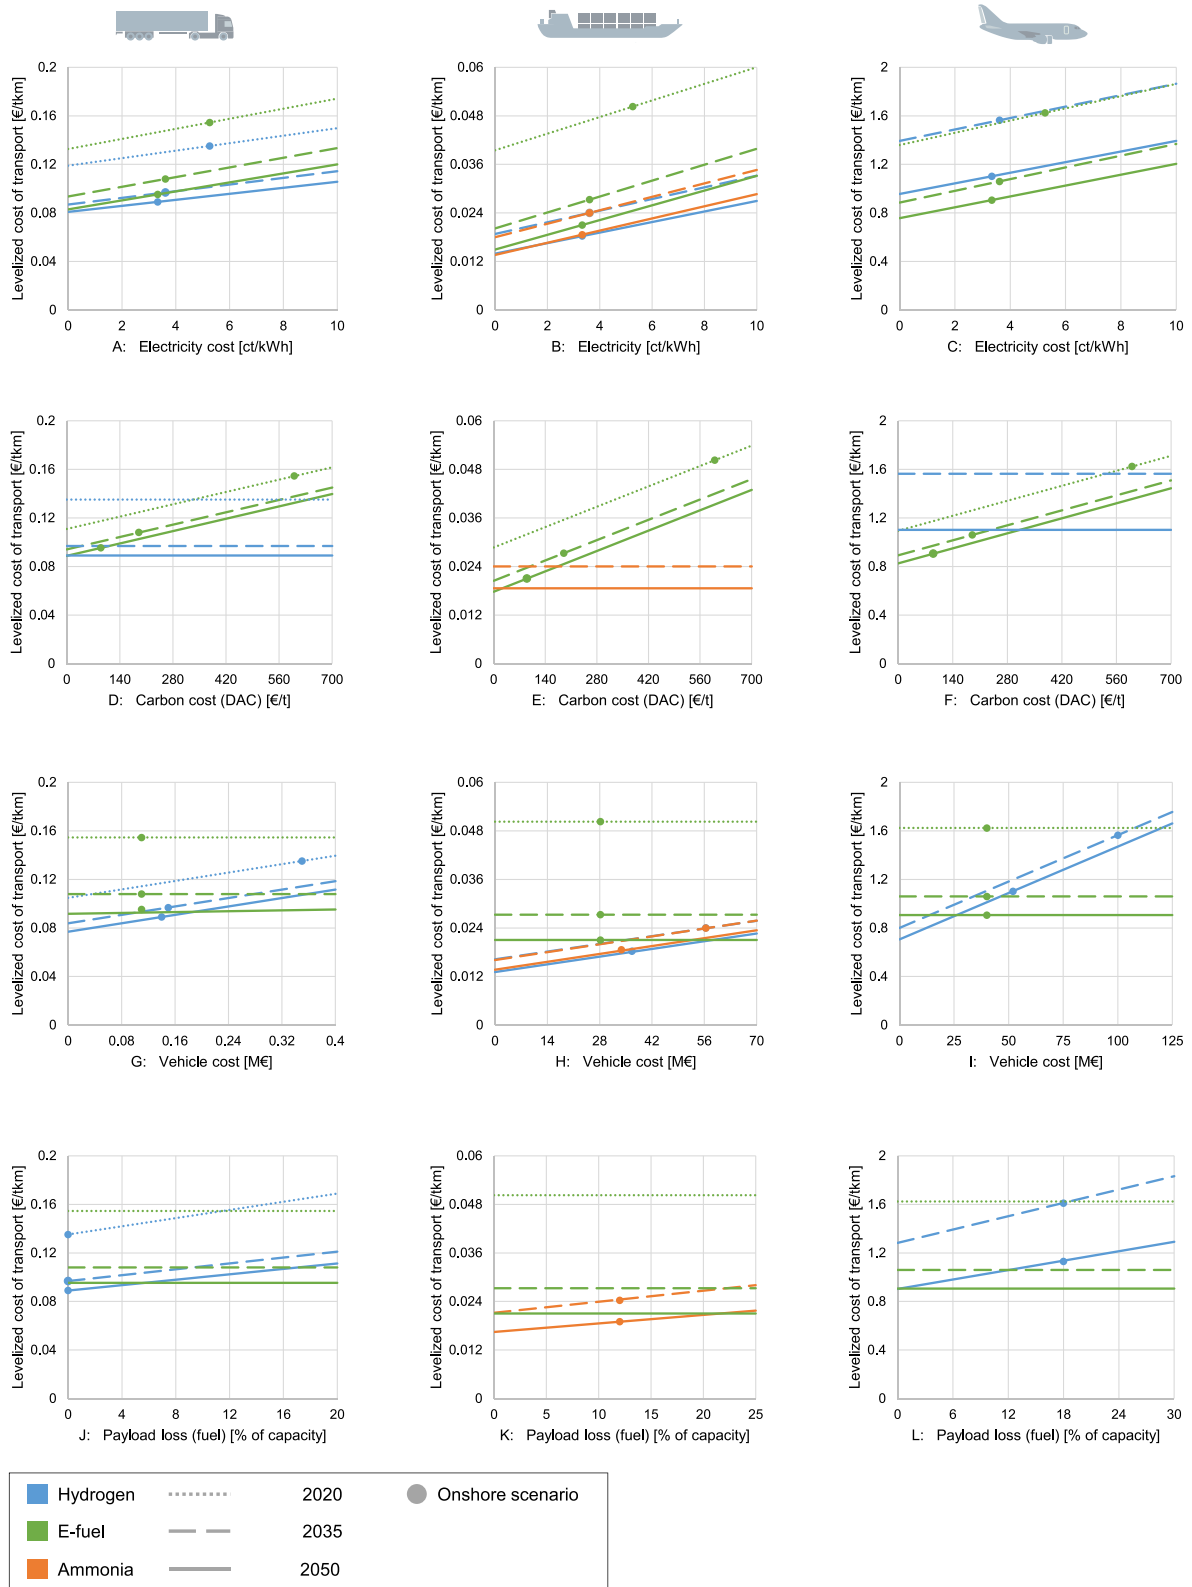 Levelized cost of transport [€/tkm]
0.2
0.16
0.12
0.08
0.04
0
0 2 4 6 8 10
A: Electricity cost [ct/kWh]
Levelized cost of transport [€/tkm]
0.06
0.048
0.036
0.024
0.012
0
0 2 4 6 8 10
B: Electricity cost [ct/kWh]
Levelized cost of transport [€/tkm]
2
1.6
1.2
0.8
0.4
0
0 2 4 6 8 10
C: Electricity cost [ct/kWh]
Levelized cost of transport [€/tkm]
0.2
0.16
0.12
0.08
0.04
0
0 140 280 420 560 700
D: Carbon cost (DAC) [€/t]
Levelized cost of transport [€/tkm]
0.06
0.048
0.036
0.024
0.012
0
0 140 280 420 560 700
E: Carbon cost (DAC) [€/t]
Levelized cost of transport [€/tkm]
2
1.6
1.2
0.8
0.4
0
0 140 280 420 560 700
F: Carbon cost (DAC) [€/t]
Levelized cost of transport [€/tkm]
0.2
0.16
0.12
0.08
0.04
0
0 0.08 0.16 0.24 0.32 0.4
G: Vehicle cost [M€]
Levelized cost of transport [€/tkm]
0.06
0.048
0.036
0.024
0.012
0
0 14 28 42 56 70
H: Vehicle cost [M€]
Levelized cost of transport [€/tkm]
2
1.6
1.2
0.8
0.4
0
0 25 50 75 100 125
I: Vehicle cost [M€]
Levelized cost of transport [€/tkm]
0.2
0.16
0.12
0.08
0.04
0
0 4 8 12 16 20
J: Payload loss (fuel) [% of capacity]
Levelized cost of transport [€/tkm]
0.06
0.048
0.036
0.024
0.012
0
0 5 10 15 20 25
K: Payload loss (fuel) [% of capacity]
Levelized cost of transport [€/tkm]
2
1.6
1.2
0.8
0.4
0
0 6 12 18 24 30
L: Payload loss (fuel) [% of capacity]
Hydrogen 2020 Onshore scenario
E-fuel 2035
Ammonia 2050